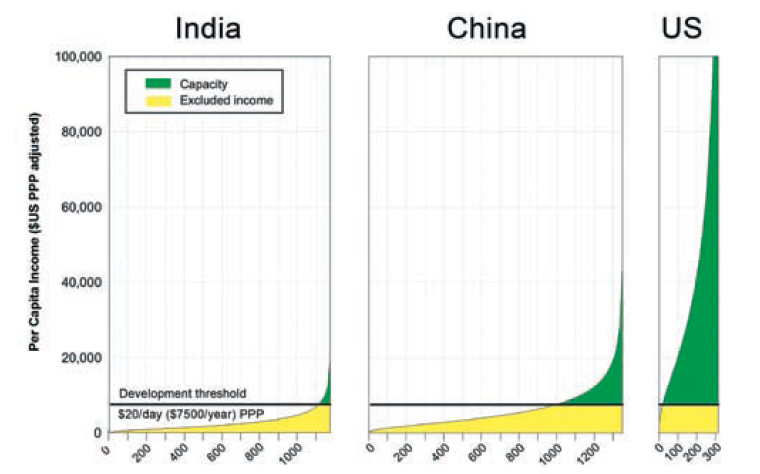 India
China
US
Per Capita Income ($US PPP adjusted)
100,000
80,000
60,000
40,000
20,000
0
Capacity
Excluded income
Development threshold
$20/day ($7500/year) PPP
0 200 400 600 800 1000
0 200 400 600 800 1000 1200
0 100 200 300